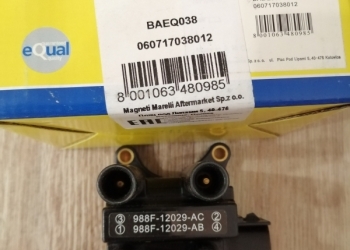 eQual
BAEQ038
060717038012
8 001063 480985
Magneti Marelli Aftermarket Sp.z o.o.
EAC
③ 988F-12029-AC ②
① 988F-12029-AB ④